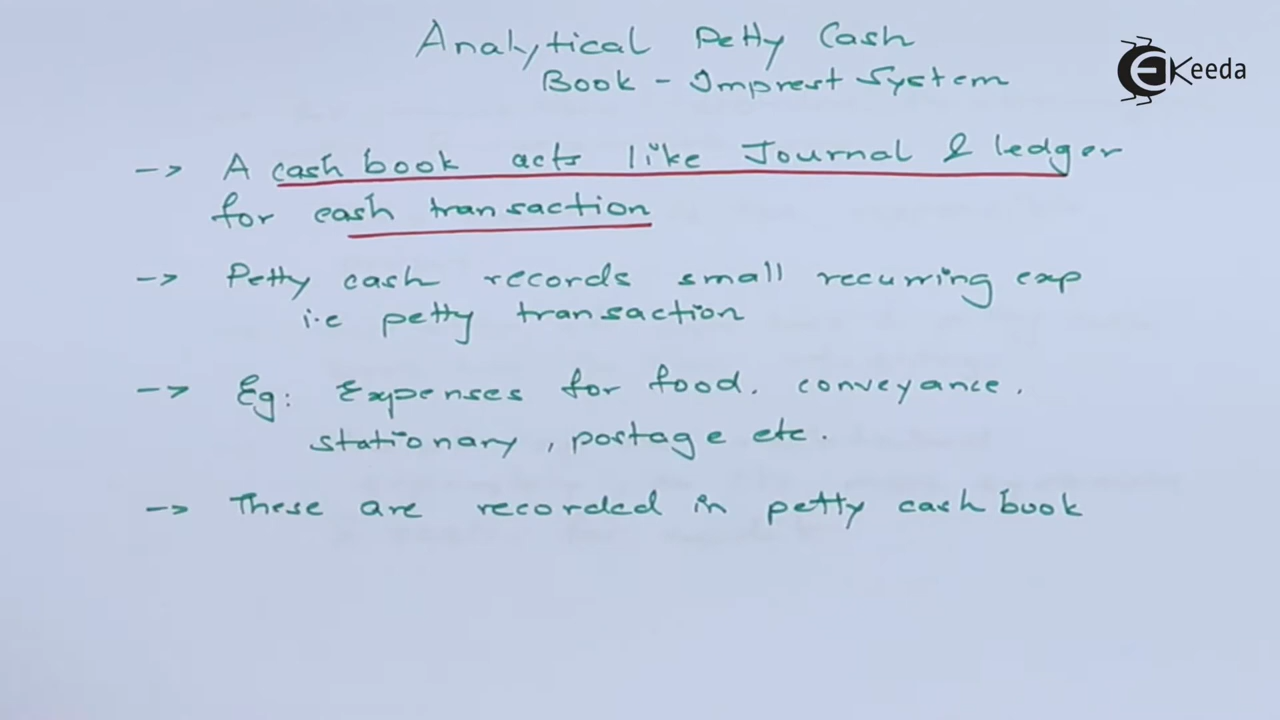 Analytical Petty Cash
Book - Imprest System
EKeeda
-> A cash book acts like Journal & ledger
for cash transaction
-> Petty cash records small recurring exp
i.e petty transaction
-> Eg: Expenses for food, conveyance,
stationary, postage etc.
-> These are recorded in petty cash book